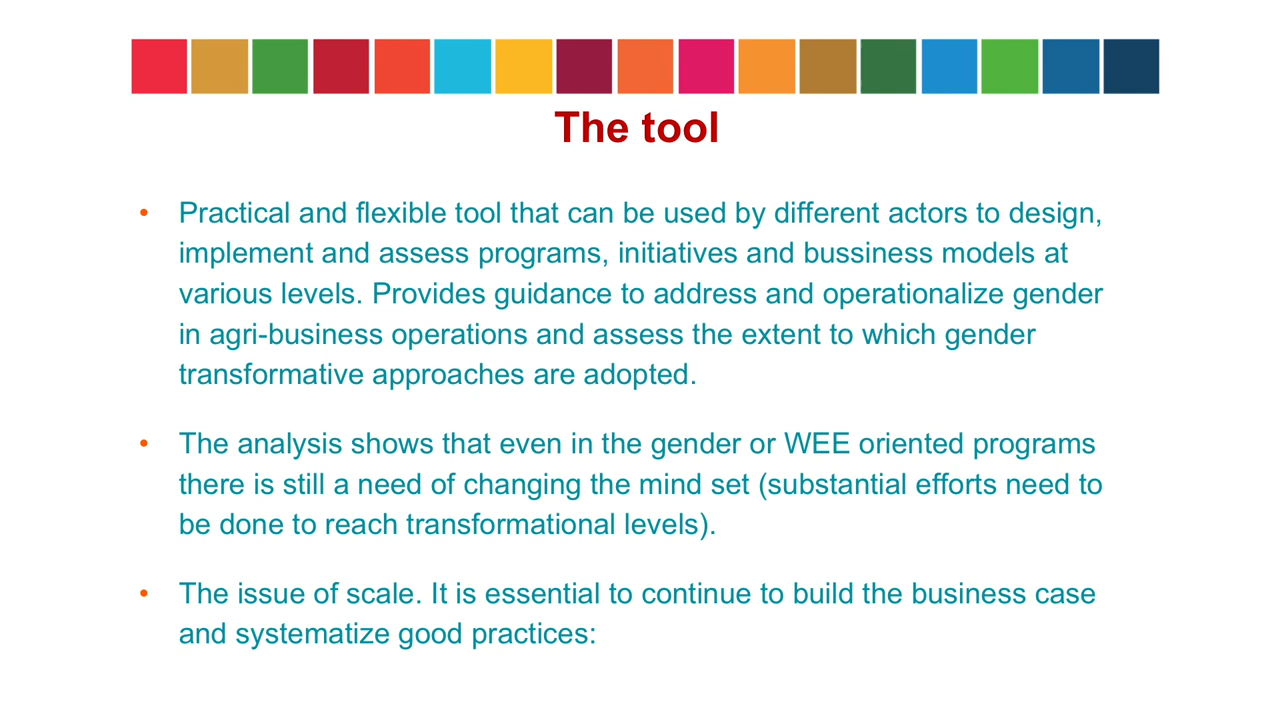 The tool
• Practical and flexible tool that can be used by different actors to design,
implement and assess programs, initiatives and bussiness models at
various levels. Provides guidance to address and operationalize gender
in agri-business operations and assess the extent to which gender
transformative approaches are adopted.
• The analysis shows that even in the gender or WEE oriented programs
there is still a need of changing the mind set (substantial efforts need to
be done to reach transformational levels).
• The issue of scale. It is essential to continue to build the business case
and systematize good practices: